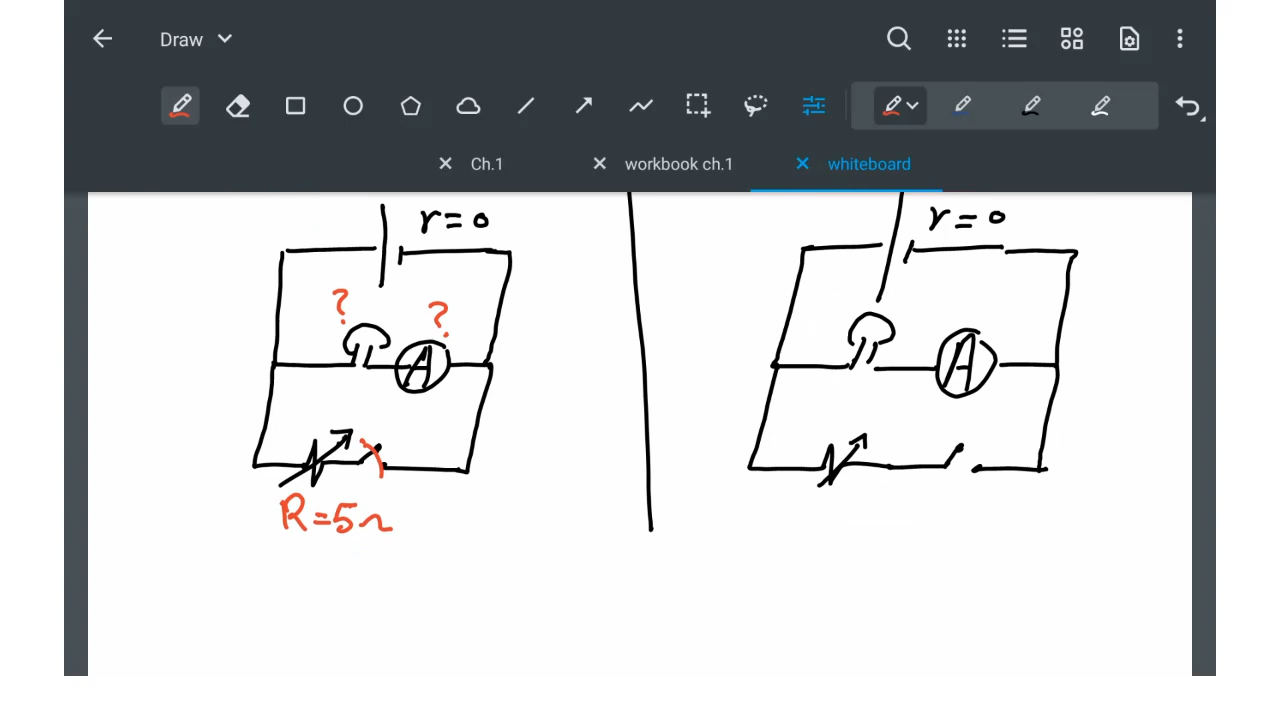 Draw
Ch.1
workbook ch.1
whiteboard
r=0
r=0
?
?
A
A
R=5Ω